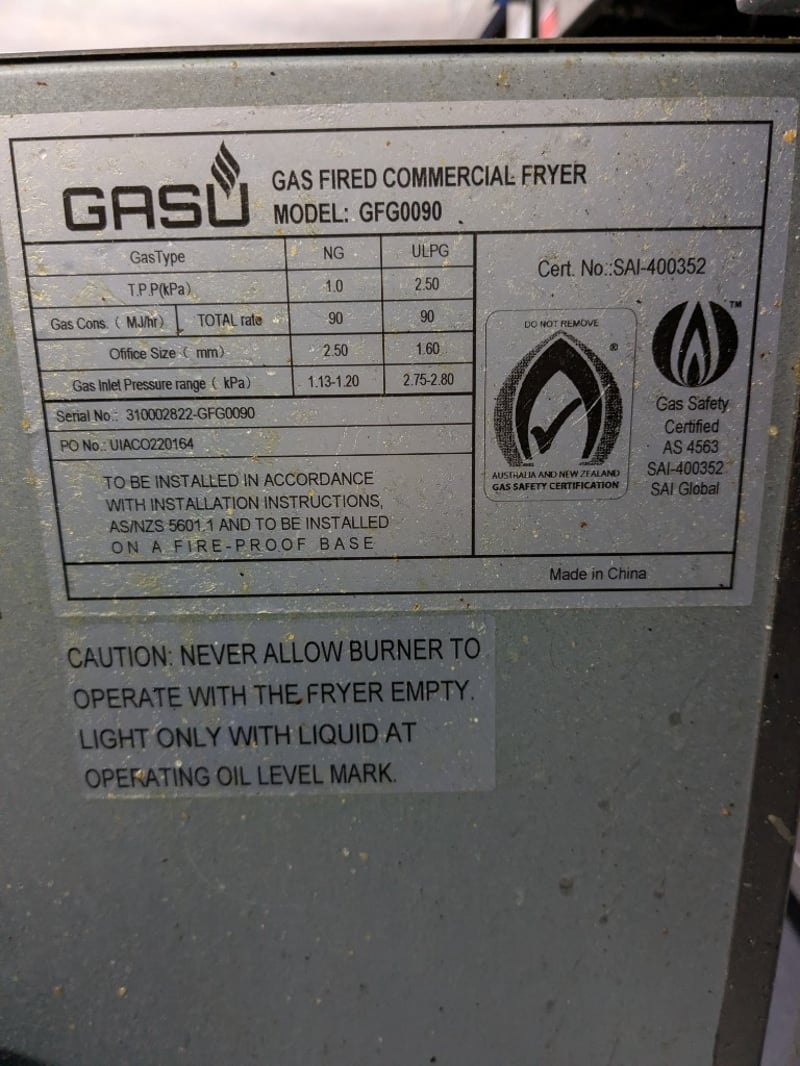 GASU
GAS FIRED COMMERCIAL FRYER
MODEL: GFG0090
GasType NG ULPG
T.P.P(kPa) 1.0 2.50
Gas Cons. ( MJ/hr) TOTAL rate 90 90
Office Size ( mm) 2.50 1.60
Gas Inlet Pressure range ( kPa) 1.13-1.20 2.75-2.80
Serial No.: 310002822-GFG0090
PO No.: UIACO220164
TO BE INSTALLED IN ACCORDANCE
WITH INSTALLATION INSTRUCTIONS,
AS/NZS 5601.1 AND TO BE INSTALLED
ON A FIRE-PROOF BASE
Cert. No.:SAI-400352
DO NOT REMOVE
®
AUSTRALIA AND NEW ZEALAND
GAS SAFETY CERTIFICATION
TM
Gas Safety
Certified
AS 4563
SAI-400352
SAI Global
Made in China
CAUTION: NEVER ALLOW BURNER TO
OPERATE WITH THE FRYER EMPTY.
LIGHT ONLY WITH LIQUID AT
OPERATING OIL LEVEL MARK.